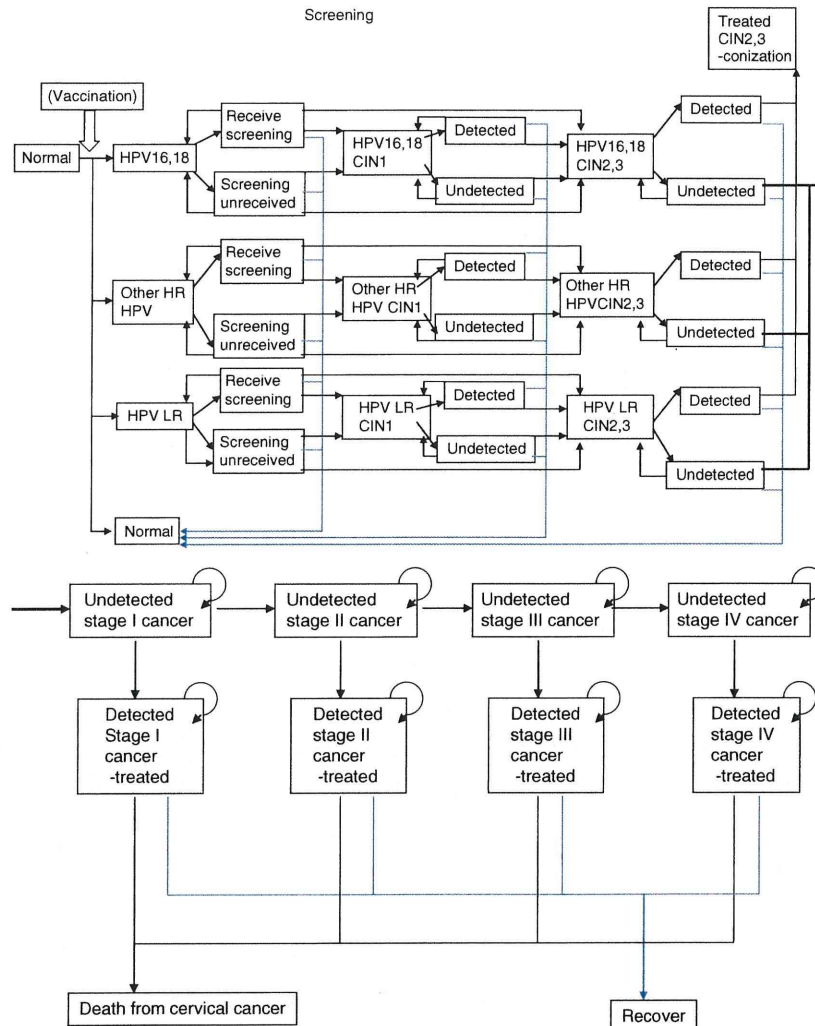 Screening
Treated
CIN2,3
-conization
(Vaccination)
Normal
HPV16,18
Receive
screening
Screening
unreceived
HPV16,18
CIN1
Detected
Undetected
HPV16,18
CIN2,3
Detected
Undetected
Other HR
HPV
Receive
screening
Screening
unreceived
Other HR
HPV CIN1
Detected
Undetected
Other HR
HPVCIN2,3
Detected
Undetected
HPV LR
Receive
screening
Screening
unreceived
HPV LR
CIN1
Detected
Undetected
HPV LR
CIN2,3
Detected
Undetected
Normal
Undetected
stage I cancer
Undetected
stage II cancer
Undetected
stage III cancer
Undetected
stage IV cancer
Detected
Stage I
cancer
-treated
Detected
stage II
cancer
-treated
Detected
stage III
cancer
-treated
Detected
stage IV
cancer
-treated
Death from cervical cancer
Recover